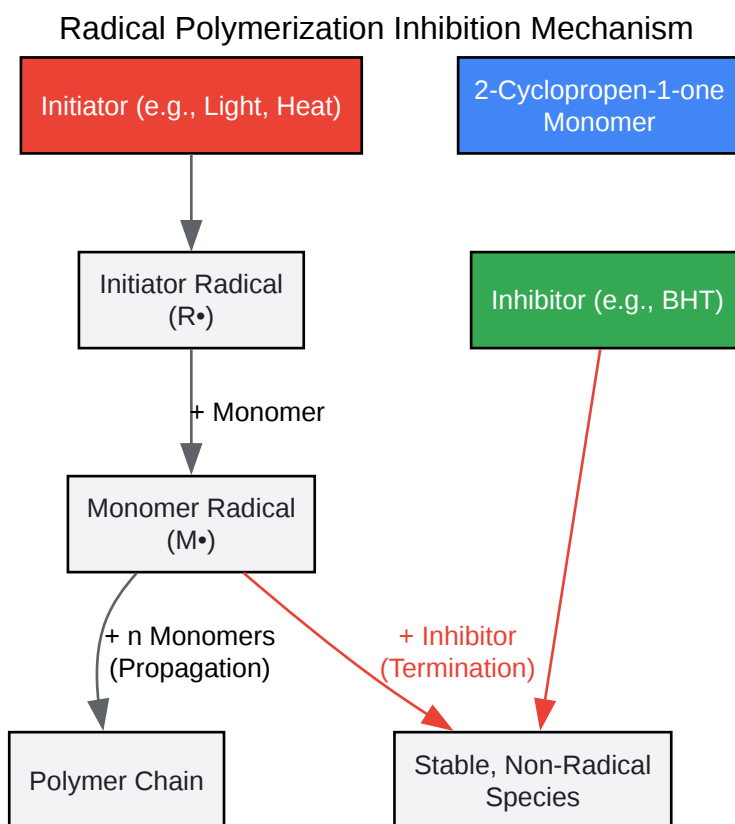 Radical Polymerization Inhibition Mechanism
Initiator (e.g., Light, Heat)
2-Cyclopropen-1-one
Monomer
Initiator Radical
(R•)
Inhibitor (e.g., BHT)
+ Monomer
Monomer Radical
(M•)
+ n Monomers
(Propagation)
+ Inhibitor
(Termination)
Polymer Chain
Stable, Non-Radical
Species